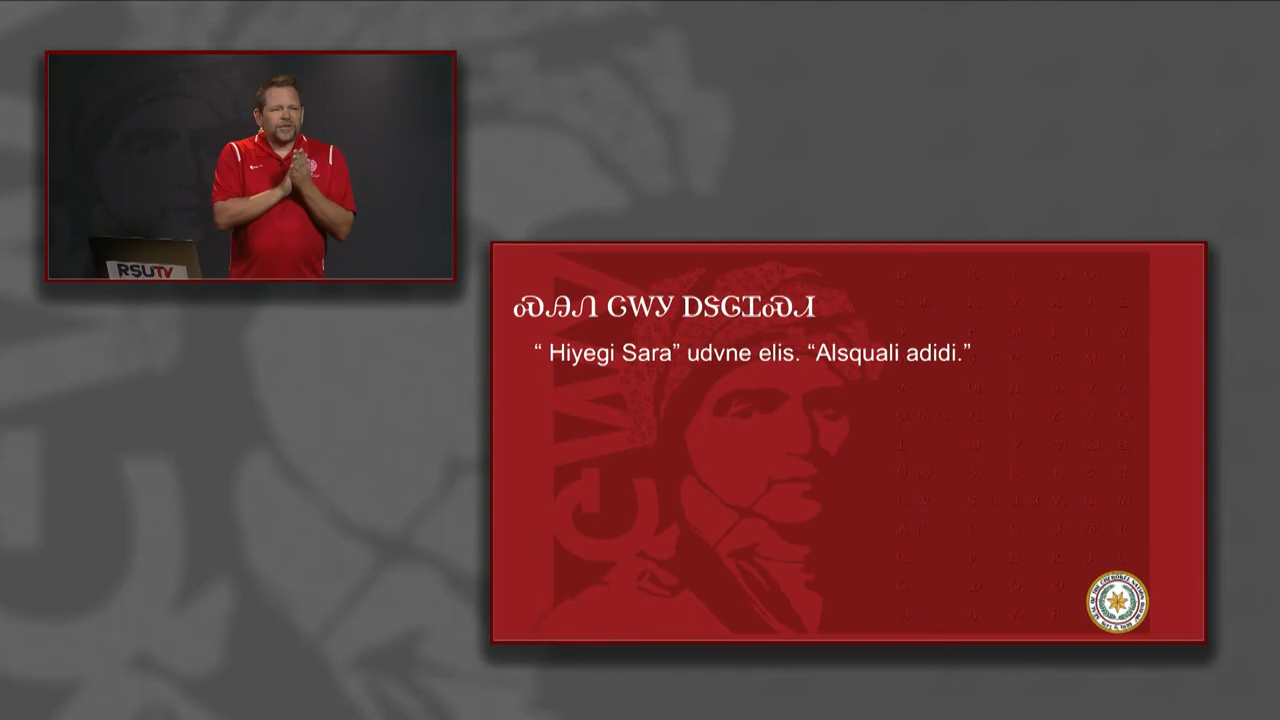 RSUTV
ᏍᎯᏁ ᏣᎳᎩ ᎠᏕᎶᏆᏍᏗ
“ Hiyegi Sara” udvne elis. “Alsquali adidi.”